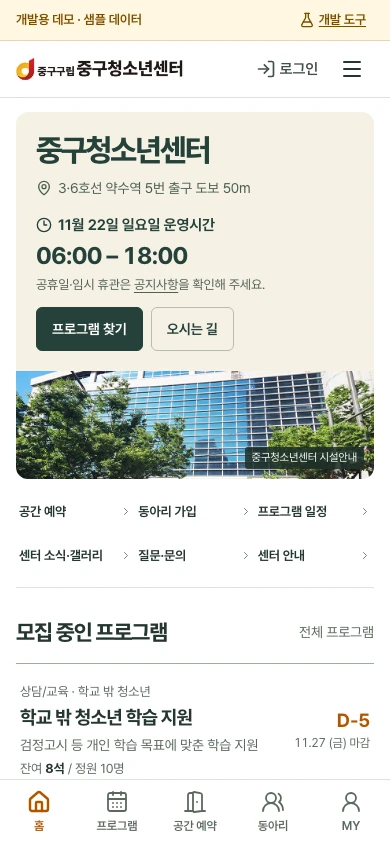 개발용 데모 · 샘플 데이터
개발 도구
중구구립 중구청소년센터
로그인
중구청소년센터
3·6호선 약수역 5번 출구 도보 50m
11월 22일 일요일 운영시간
06:00 – 18:00
공휴일·임시 휴관은 공지사항을 확인해 주세요.
프로그램 찾기
오시는 길
중구청소년센터 시설안내
공간 예약
동아리 가입
프로그램 일정
센터 소식·갤러리
질문·문의
센터 안내
모집 중인 프로그램
전체 프로그램
상담/교육 · 학교 밖 청소년
학교 밖 청소년 학습 지원
D-5
검정고시 등 개인 학습 목표에 맞춘 학습 지원
11.27 (금) 마감
잔여 8석 / 정원 10명
홈
프로그램
공간 예약
동아리
MY